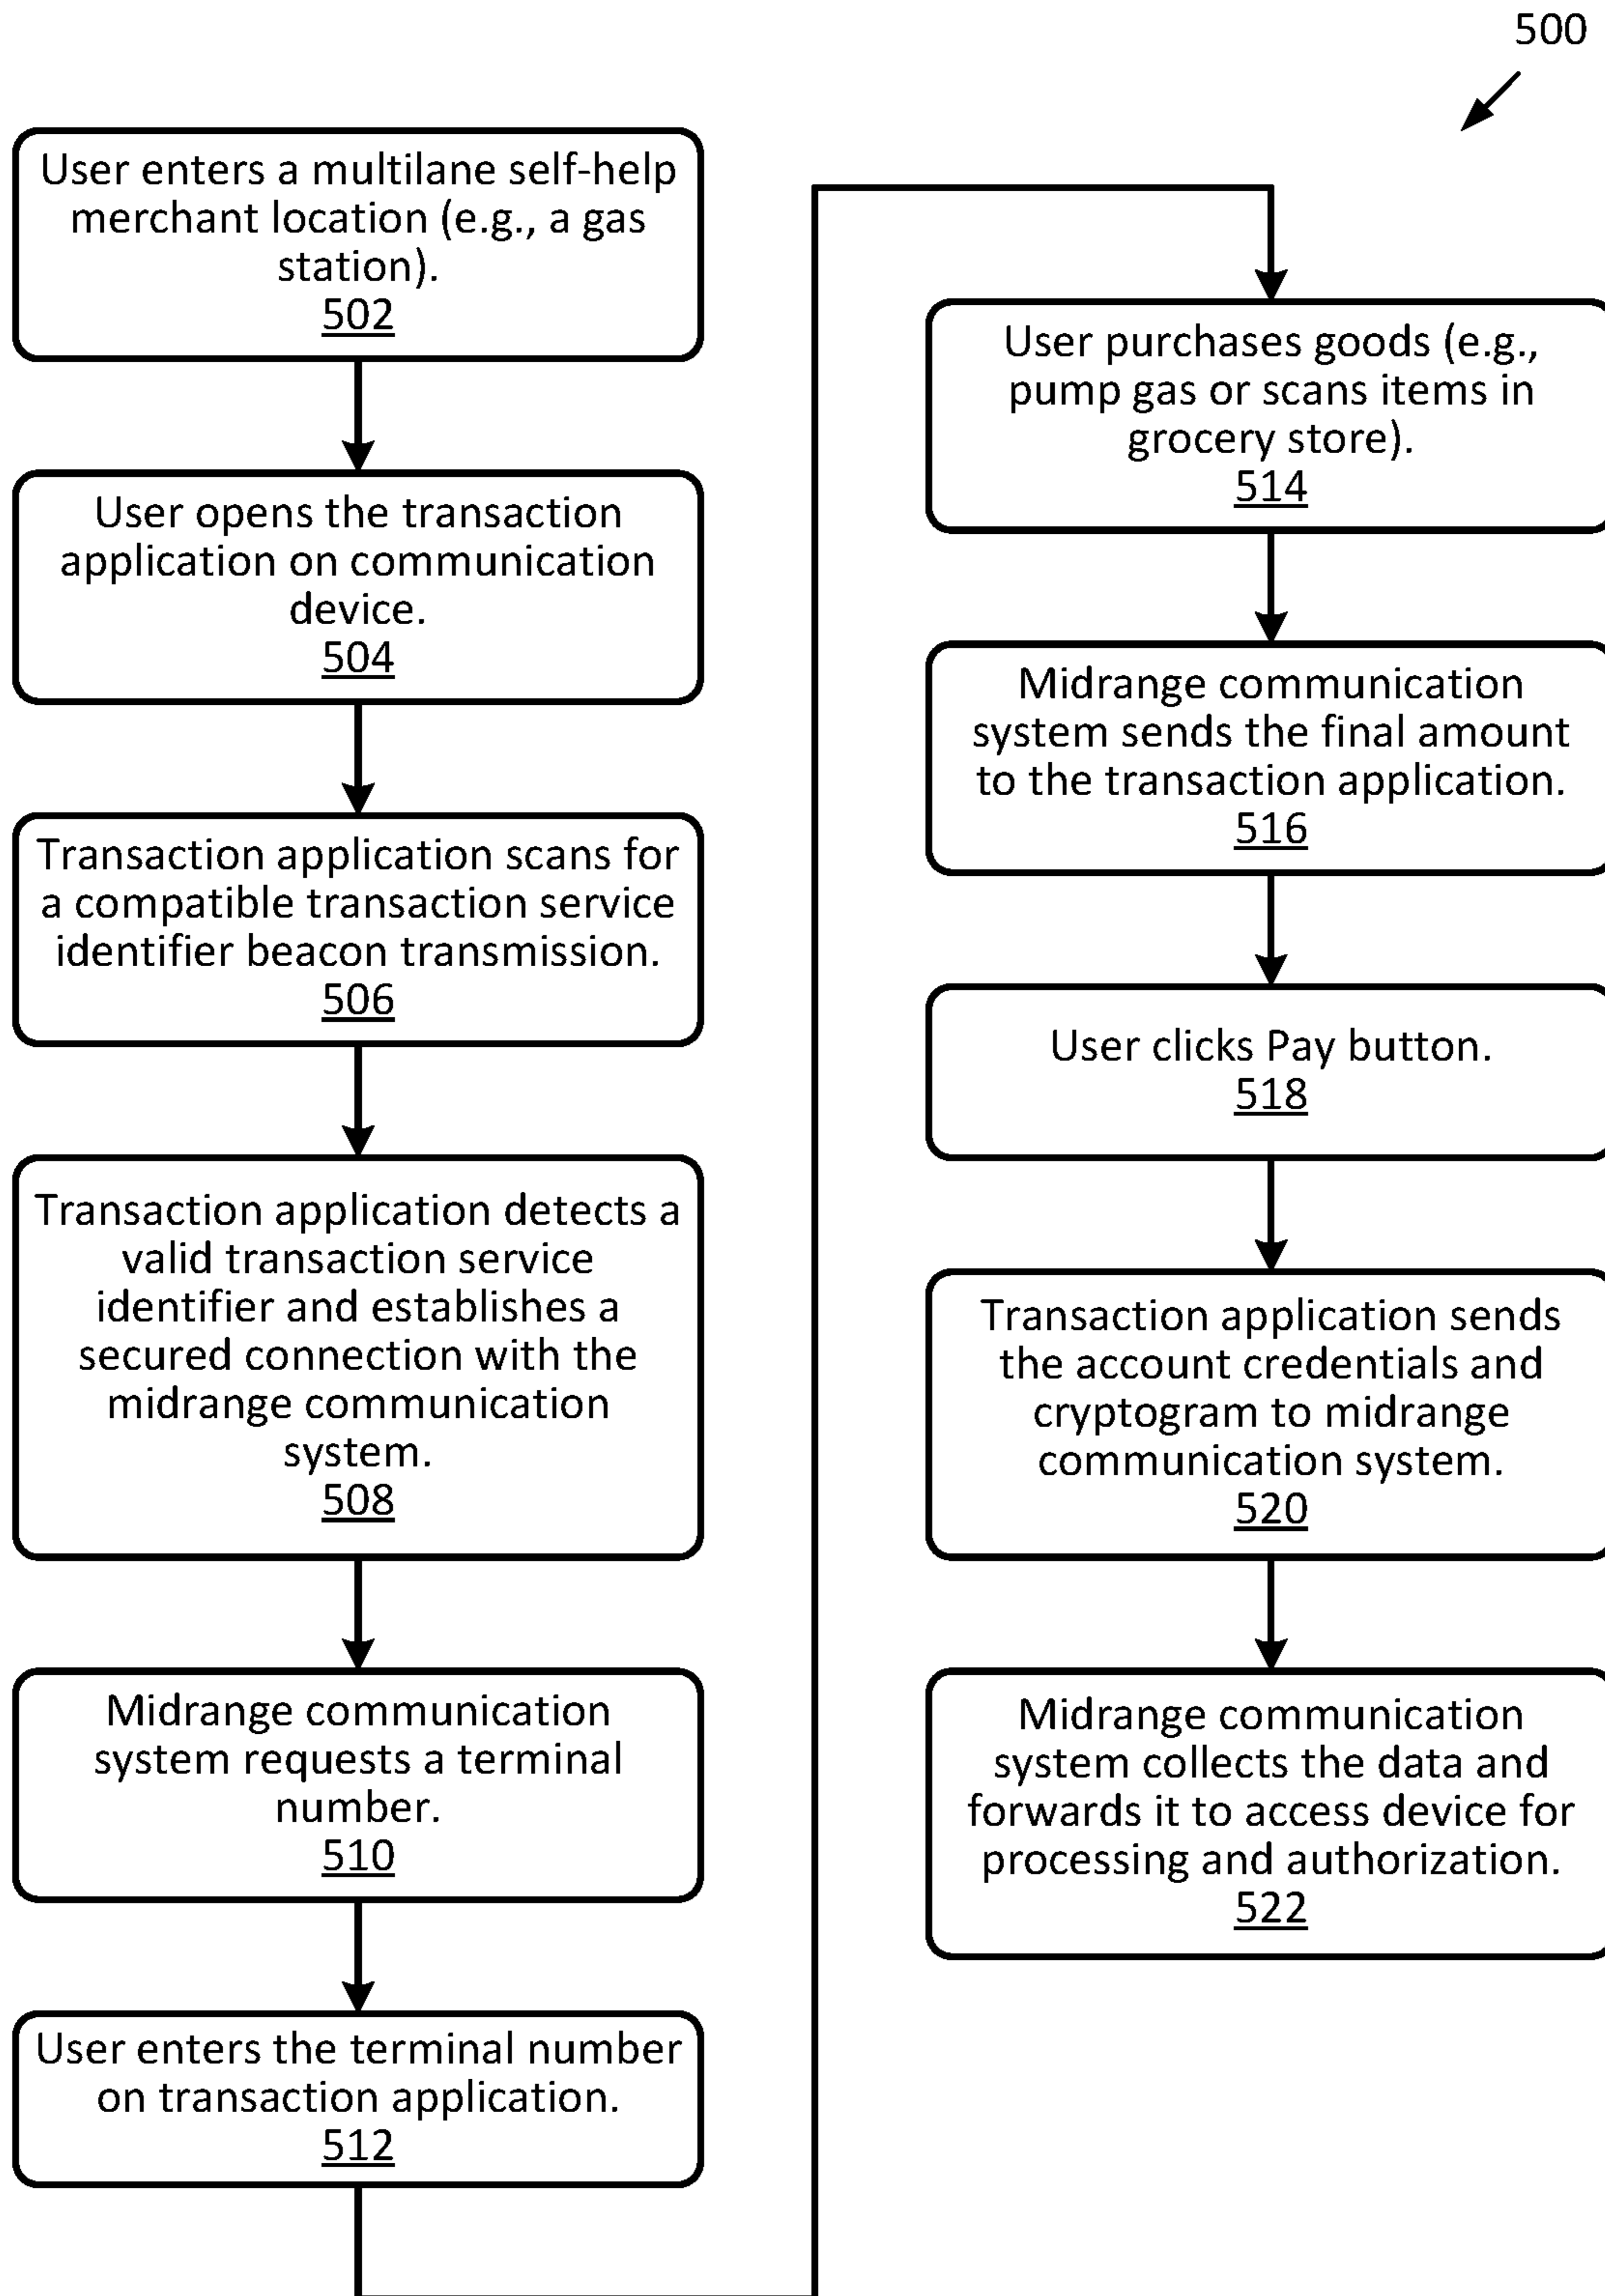 500
User enters a multilane self-help
merchant location (e.g., a gas
station).
502
User opens the transaction
application on communication
device.
504
Transaction application scans for
a compatible transaction service
identifier beacon transmission.
506
Transaction application detects a
valid transaction service
identifier and establishes a
secured connection with the
midrange communication
system.
508
Midrange communication
system requests a terminal
number.
510
User enters the terminal number
on transaction application.
512
User purchases goods (e.g.,
pump gas or scans items in
grocery store).
514
Midrange communication
system sends the final amount
to the transaction application.
516
User clicks Pay button.
518
Transaction application sends
the account credentials and
cryptogram to midrange
communication system.
520
Midrange communication
system collects the data and
forwards it to access device for
processing and authorization.
522